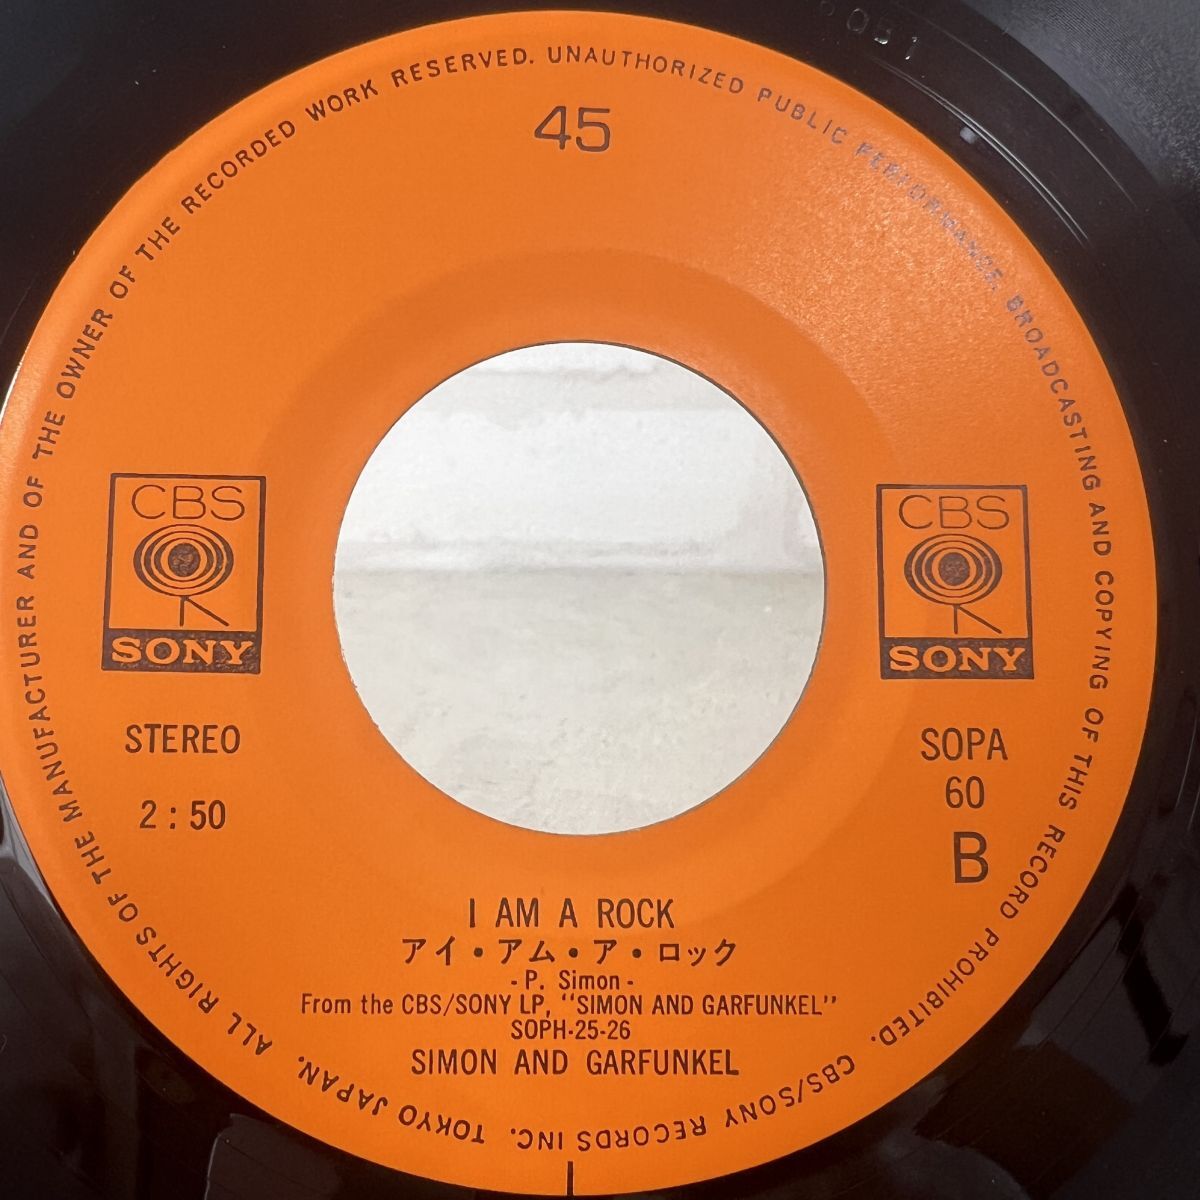 45
CBS
SONY
CBS
SONY
STEREO
2:50
SOPA
60
B
I AM A ROCK
アイ・アム・ア・ロック
- P. Simon -
From the CBS/SONY LP, "SIMON AND GARFUNKEL"
SOPH-25-26
SIMON AND GARFUNKEL
ALL RIGHTS OF THE MANUFACTURER AND OF THE OWNER OF THE RECORDED WORK RESERVED. UNAUTHORIZED PUBLIC PERFORMANCE, BROADCASTING AND COPYING OF THIS RECORD PROHIBITED. CBS/SONY RECORDS INC. TOKYO JAPAN.